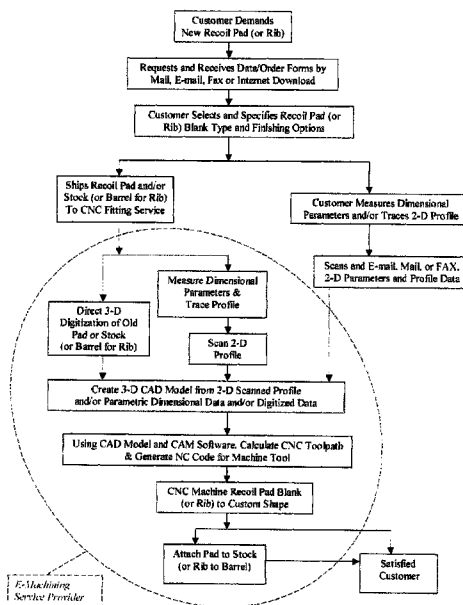 Customer Demands
New Recoil Pad (or Rib)
Requests and Receives Data/Order Forms by
Mail, E-mail, Fax or Internet Download
Customer Selects and Specifies Recoil Pad (or
Rib) Blank Type and Finishing Options
Ships Recoil Pad and/or
Stock (or Barrel for Rib)
To CNC Fitting Service
Customer Measures Dimensional
Parameters and/or Traces 2-D Profile
Scans and E-mail, Mail, or FAX,
2-D Parameters and Profile Data
Direct 3-D
Digitization of Old
Pad or Stock
(or Barrel for Rib)
Measure Dimensional
Parameters &
Trace Profile
Scan 2-D
Profile
Create 3-D CAD Model from 2-D Scanned Profile
and/or Parametric Dimensional Data and/or Digitized Data
Using CAD Model and CAM Software, Calculate CNC Toolpath
& Generate NC Code for Machine Tool
CNC Machine Recoil Pad Blank
(or Rib) to Custom Shape
Attach Pad to Stock
(or Rib to Barrel)
Satisfied
Customer
E-Machining
Service Provider